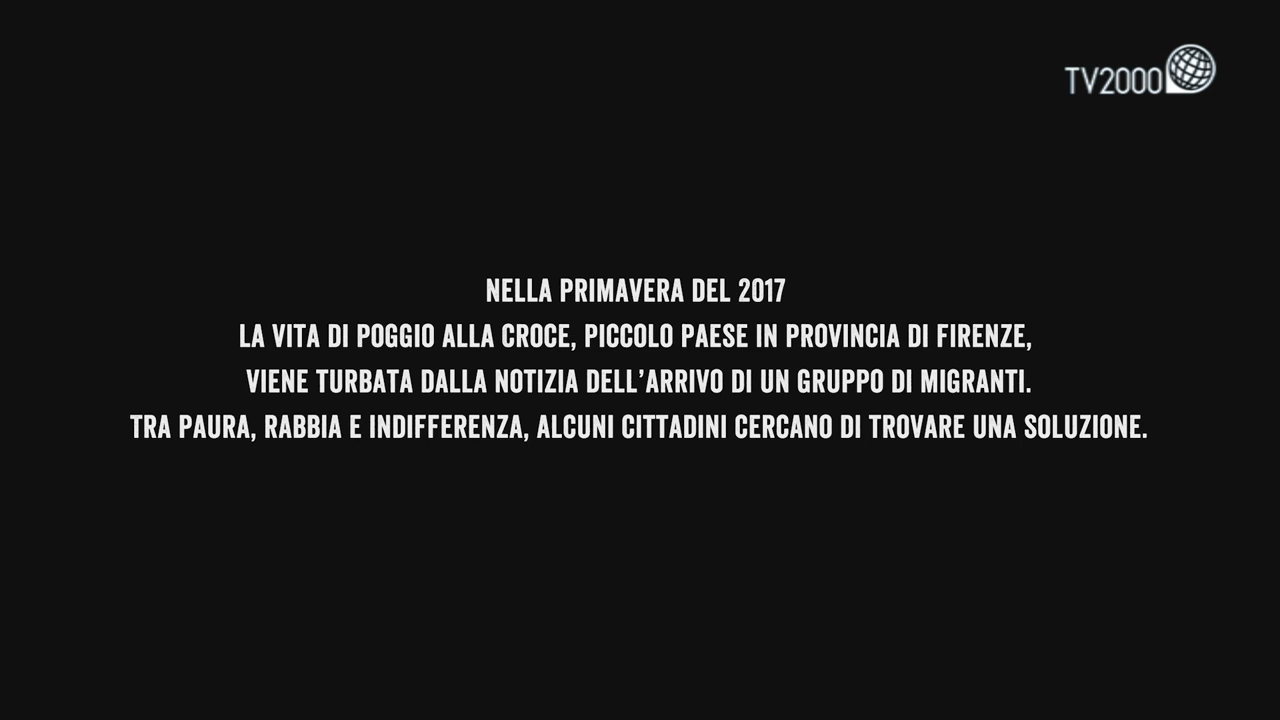 TV2000
NELLA PRIMAVERA DEL 2017
LA VITA DI POGGIO ALLA CROCE, PICCOLO PAESE IN PROVINCIA DI FIRENZE,
VIENE TURBATA DALLA NOTIZIA DELL'ARRIVO DI UN GRUPPO DI MIGRANTI.
TRA PAURA, RABBIA E INDIFFERENZA, ALCUNI CITTADINI CERCANO DI TROVARE UNA SOLUZIONE.